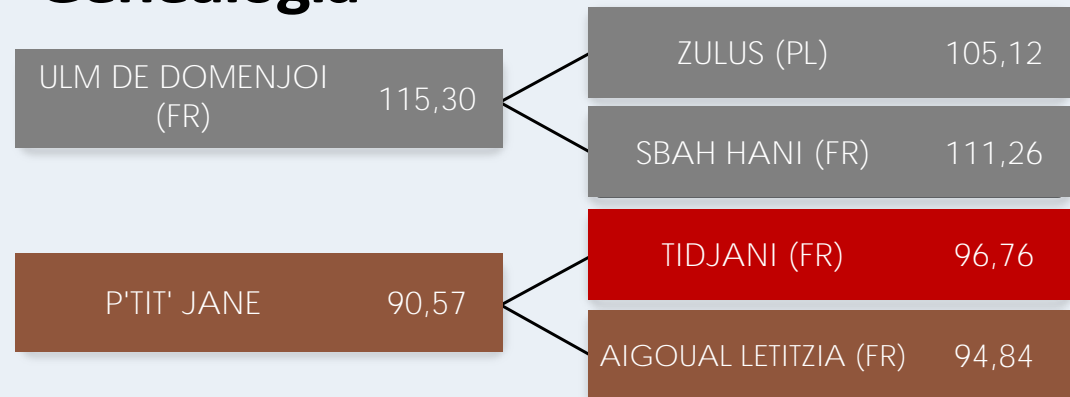 Genealogia
ULM DE DOMENJOI
(FR)
115,30
ZULUS (PL) 105,12
SBAH HANI (FR) 111,26
P'TIT' JANE 90,57
TIDJANI (FR) 96,76
AIGOUAL LETITZIA (FR) 94,84